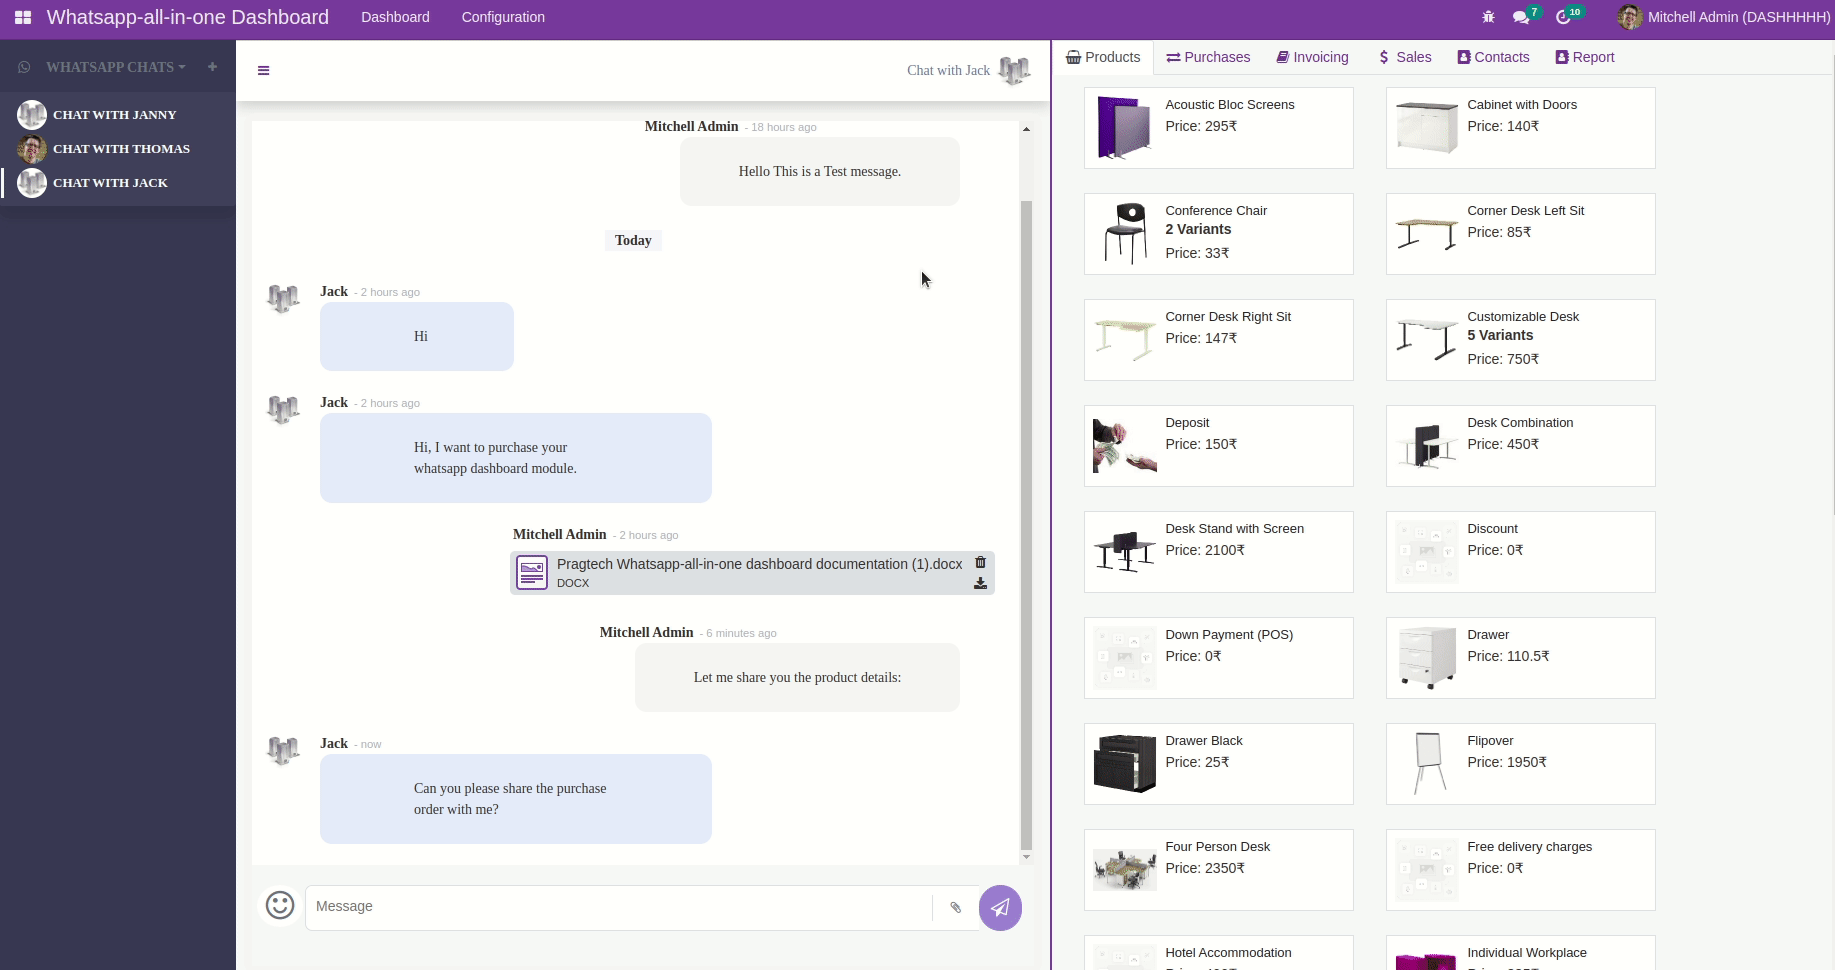 Whatsapp-all-in-one Dashboard
Dashboard
Configuration
7
10
Mitchell Admin (DASHHHHH)
WHATSAPP CHATS
CHAT WITH JANNY
CHAT WITH THOMAS
CHAT WITH JACK
Chat with Jack
Mitchell Admin - 18 hours ago
Hello This is a Test message.
Today
Jack - 2 hours ago
Hi
Jack - 2 hours ago
Hi, I want to purchase your
whatsapp dashboard module.
Mitchell Admin - 2 hours ago
Pragtech Whatsapp-all-in-one dashboard documentation (1).docx
DOCX
Mitchell Admin - 6 minutes ago
Let me share you the product details:
Jack - now
Can you please share the purchase
order with me?
Message
Products
Purchases
Invoicing
Sales
Contacts
Report
Acoustic Bloc Screens
Price: 295₹
Cabinet with Doors
Price: 140₹
Conference Chair
2 Variants
Price: 33₹
Corner Desk Left Sit
Price: 85₹
Corner Desk Right Sit
Price: 147₹
Customizable Desk
5 Variants
Price: 750₹
Deposit
Price: 150₹
Desk Combination
Price: 450₹
Desk Stand with Screen
Price: 2100₹
Discount
Price: 0₹
Down Payment (POS)
Price: 0₹
Drawer
Price: 110.5₹
Drawer Black
Price: 25₹
Flipover
Price: 1950₹
Four Person Desk
Price: 2350₹
Free delivery charges
Price: 0₹
Hotel Accommodation
Individual Workplace